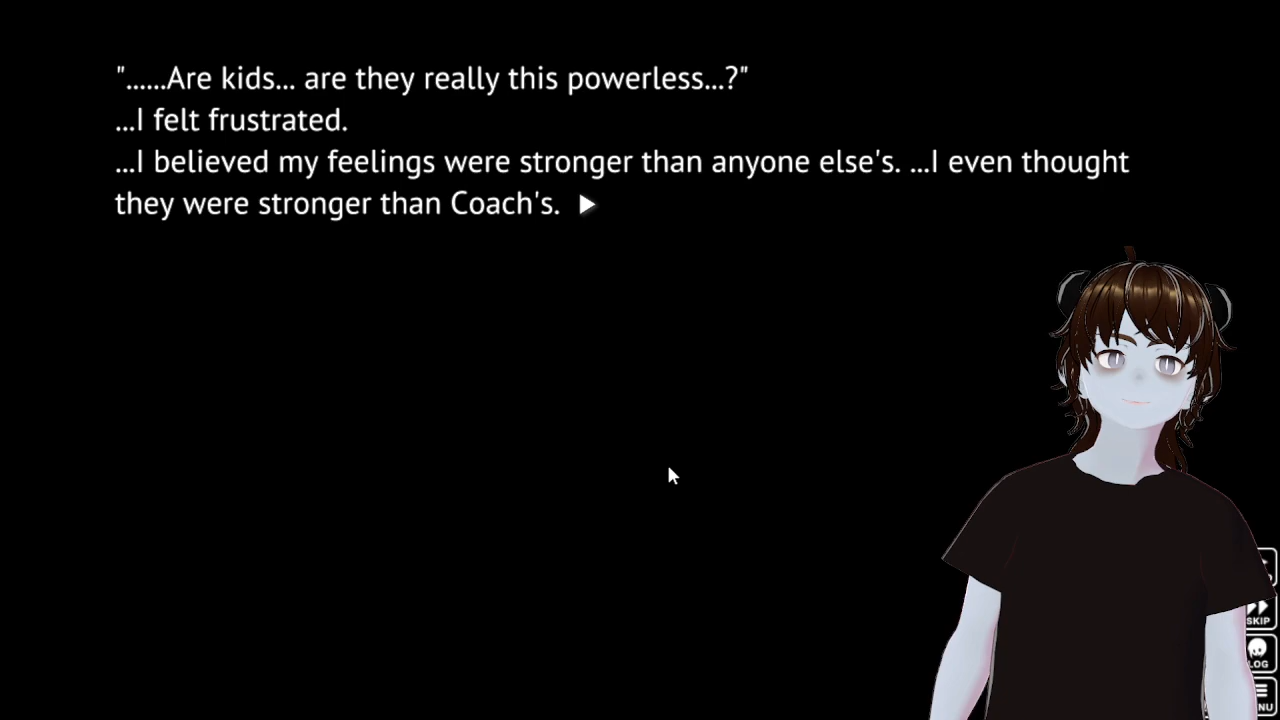 "......Are kids... are they really this powerless...?"
...I felt frustrated.
...I believed my feelings were stronger than anyone else's. ...I even thought
they were stronger than Coach's.
SKIP
LOG
NU